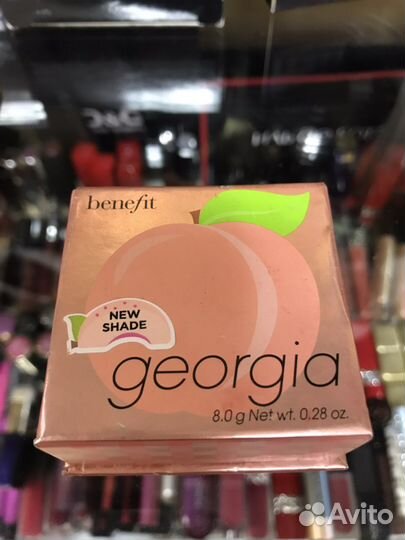 benefit
NEW
SHADE
georgia
8.0 g Net wt. 0.28 oz.
Avito